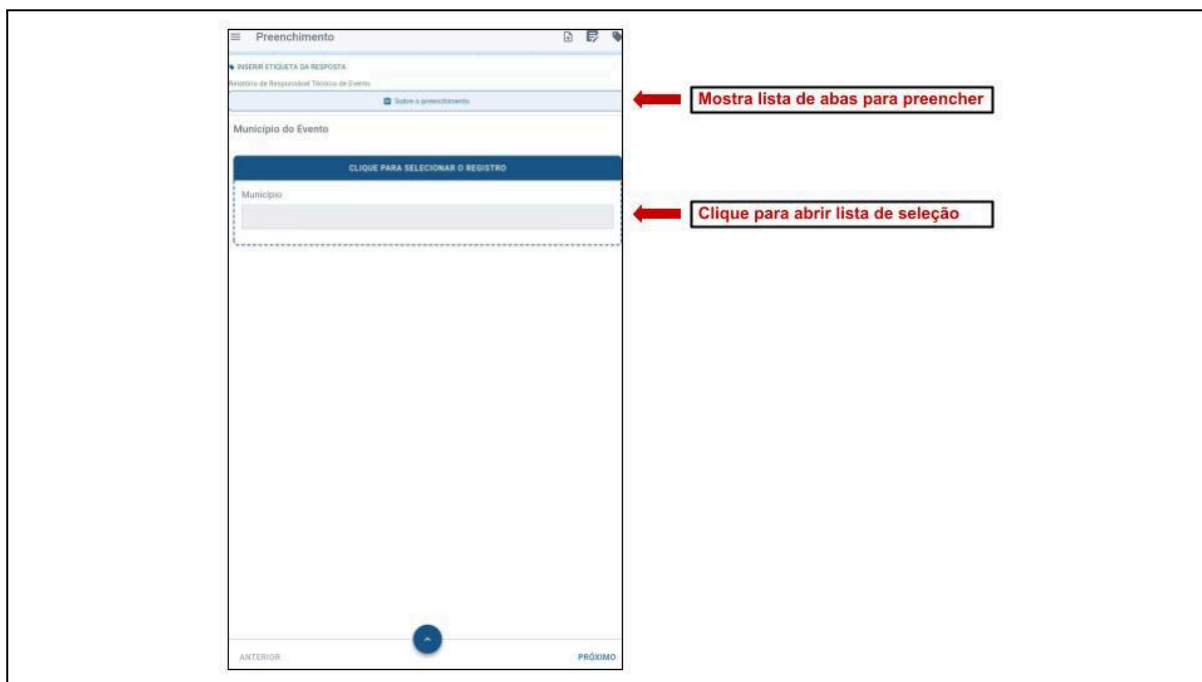 Preenchimento
INSERIR ETIQUETA DA RESPOSTA
Relatório de Responsável Técnico de Evento
Sobre o preenchimento
Mostra lista de abas para preencher
Município do Evento
CLIQUE PARA SELECIONAR O REGISTRO
Município
Clique para abrir lista de seleção
ANTERIOR
PRÓXIMO